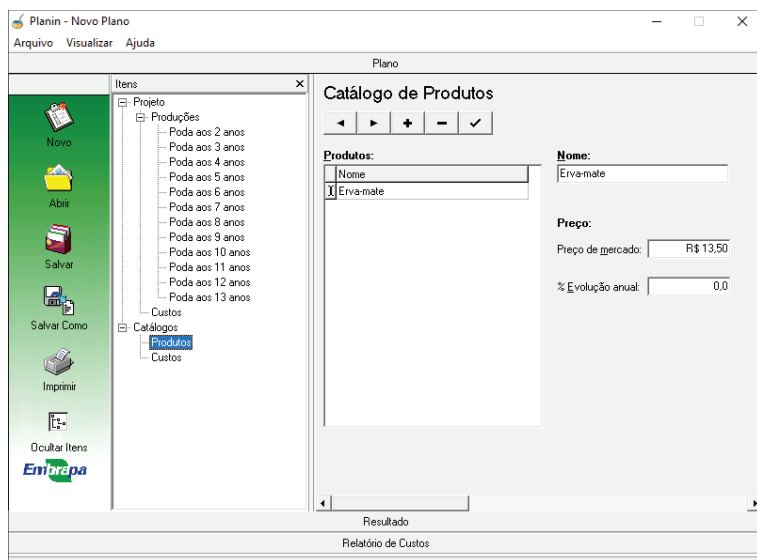 Planin - Novo Plano
Arquivo Visualizar Ajuda
Plano
Novo
Abrir
Salvar
Salvar Como
Imprimir
Ocultar Itens
Embrapa
Itens
Projeto
Produções
Poda aos 2 anos
Poda aos 3 anos
Poda aos 4 anos
Poda aos 5 anos
Poda aos 6 anos
Poda aos 7 anos
Poda aos 8 anos
Poda aos 9 anos
Poda aos 10 anos
Poda aos 11 anos
Poda aos 12 anos
Poda aos 13 anos
Custos
Catálogos
Produtos
Custos
Catálogo de Produtos
Produtos:
Nome
Erva-mate
Nome:
Erva-mate
Preço:
Preço de mercado: R$ 13,50
% Evolução anual: 0,0
Resultado
Relatório de Custos